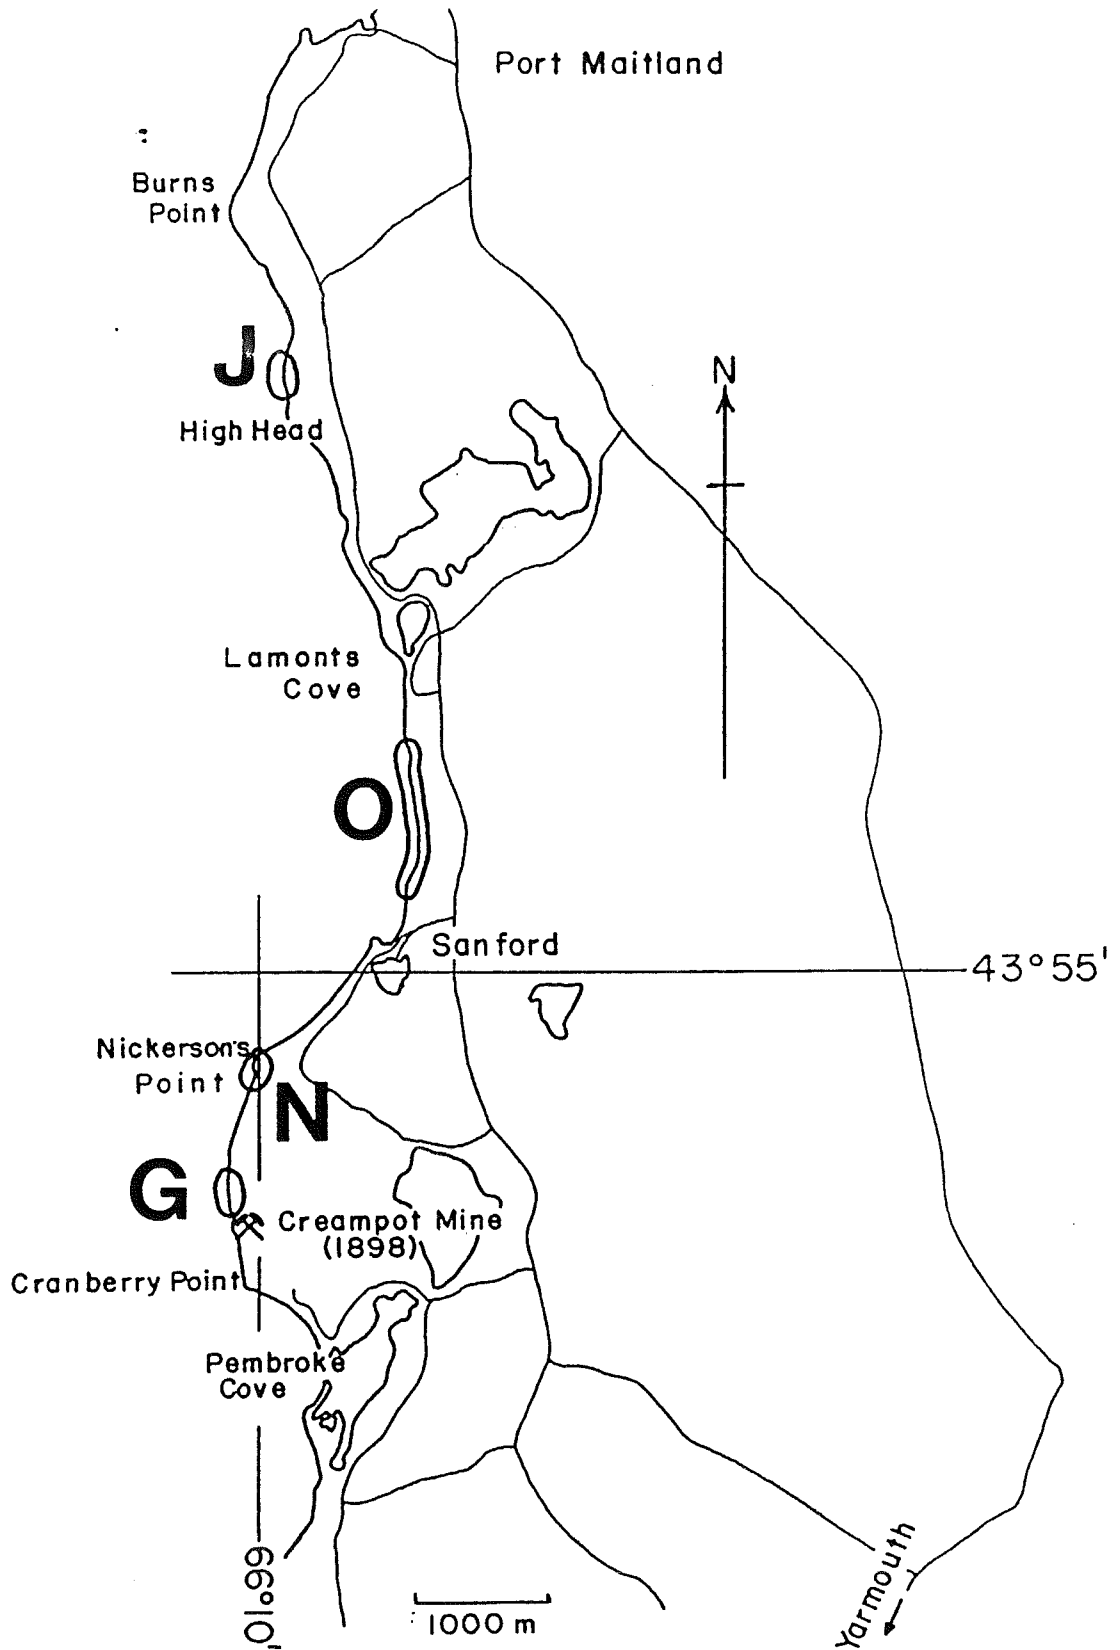 Port Maitland
Burns
Point
J
High Head
N
Lamonts
Cove
O
Sanford
43°55'
Nickerson's
Point
N
G
Creampot Mine
(1898)
Cranberry Point
Pembroke
Cove
66°10'
1000 m
Yarmouth